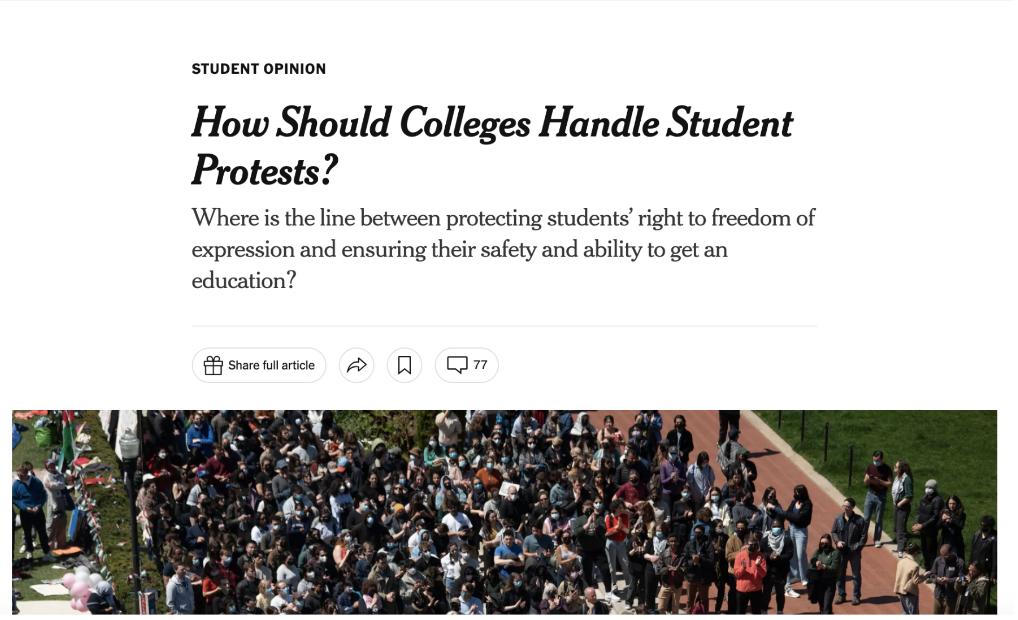 STUDENT OPINION
How Should Colleges Handle Student
Protests?
Where is the line between protecting students’ right to freedom of
expression and ensuring their safety and ability to get an
education?
Share full article
77